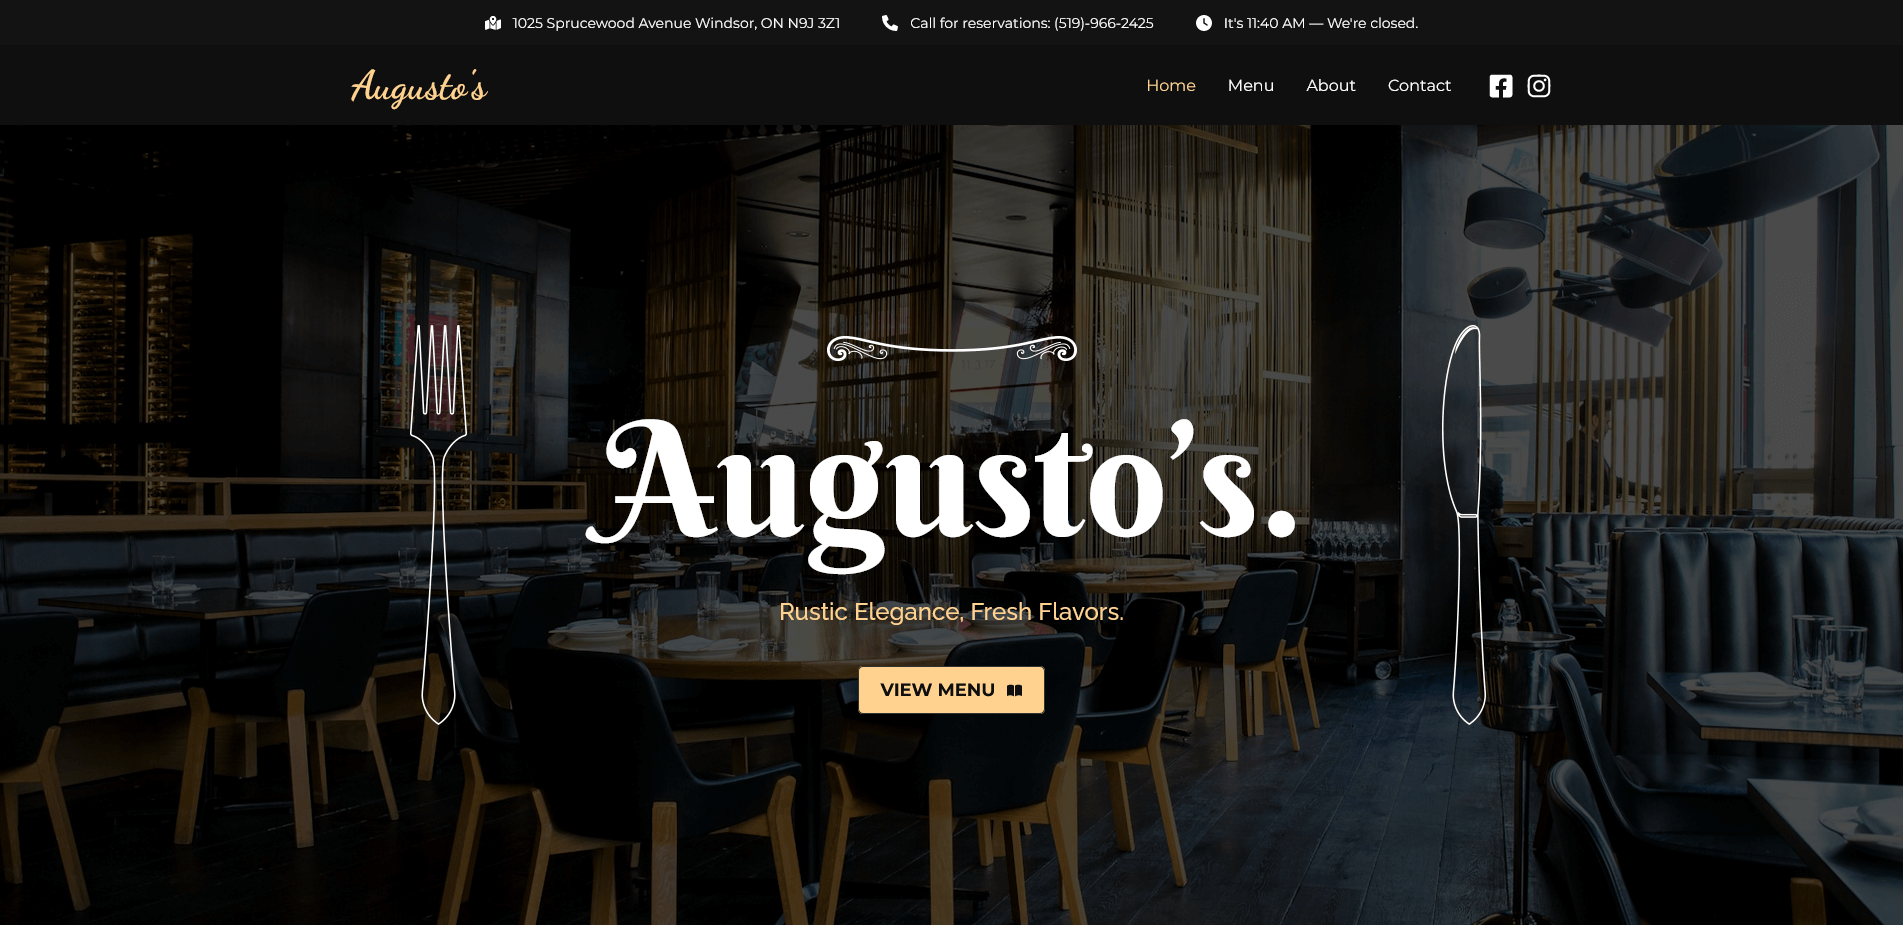 1025 Sprucewood Avenue Windsor, ON N9J 3Z1
Call for reservations: (519)-966-2425
It's 11:40 AM — We're closed.
Augusto's
Home
Menu
About
Contact
Augusto's.
Rustic Elegance, Fresh Flavors.
VIEW MENU